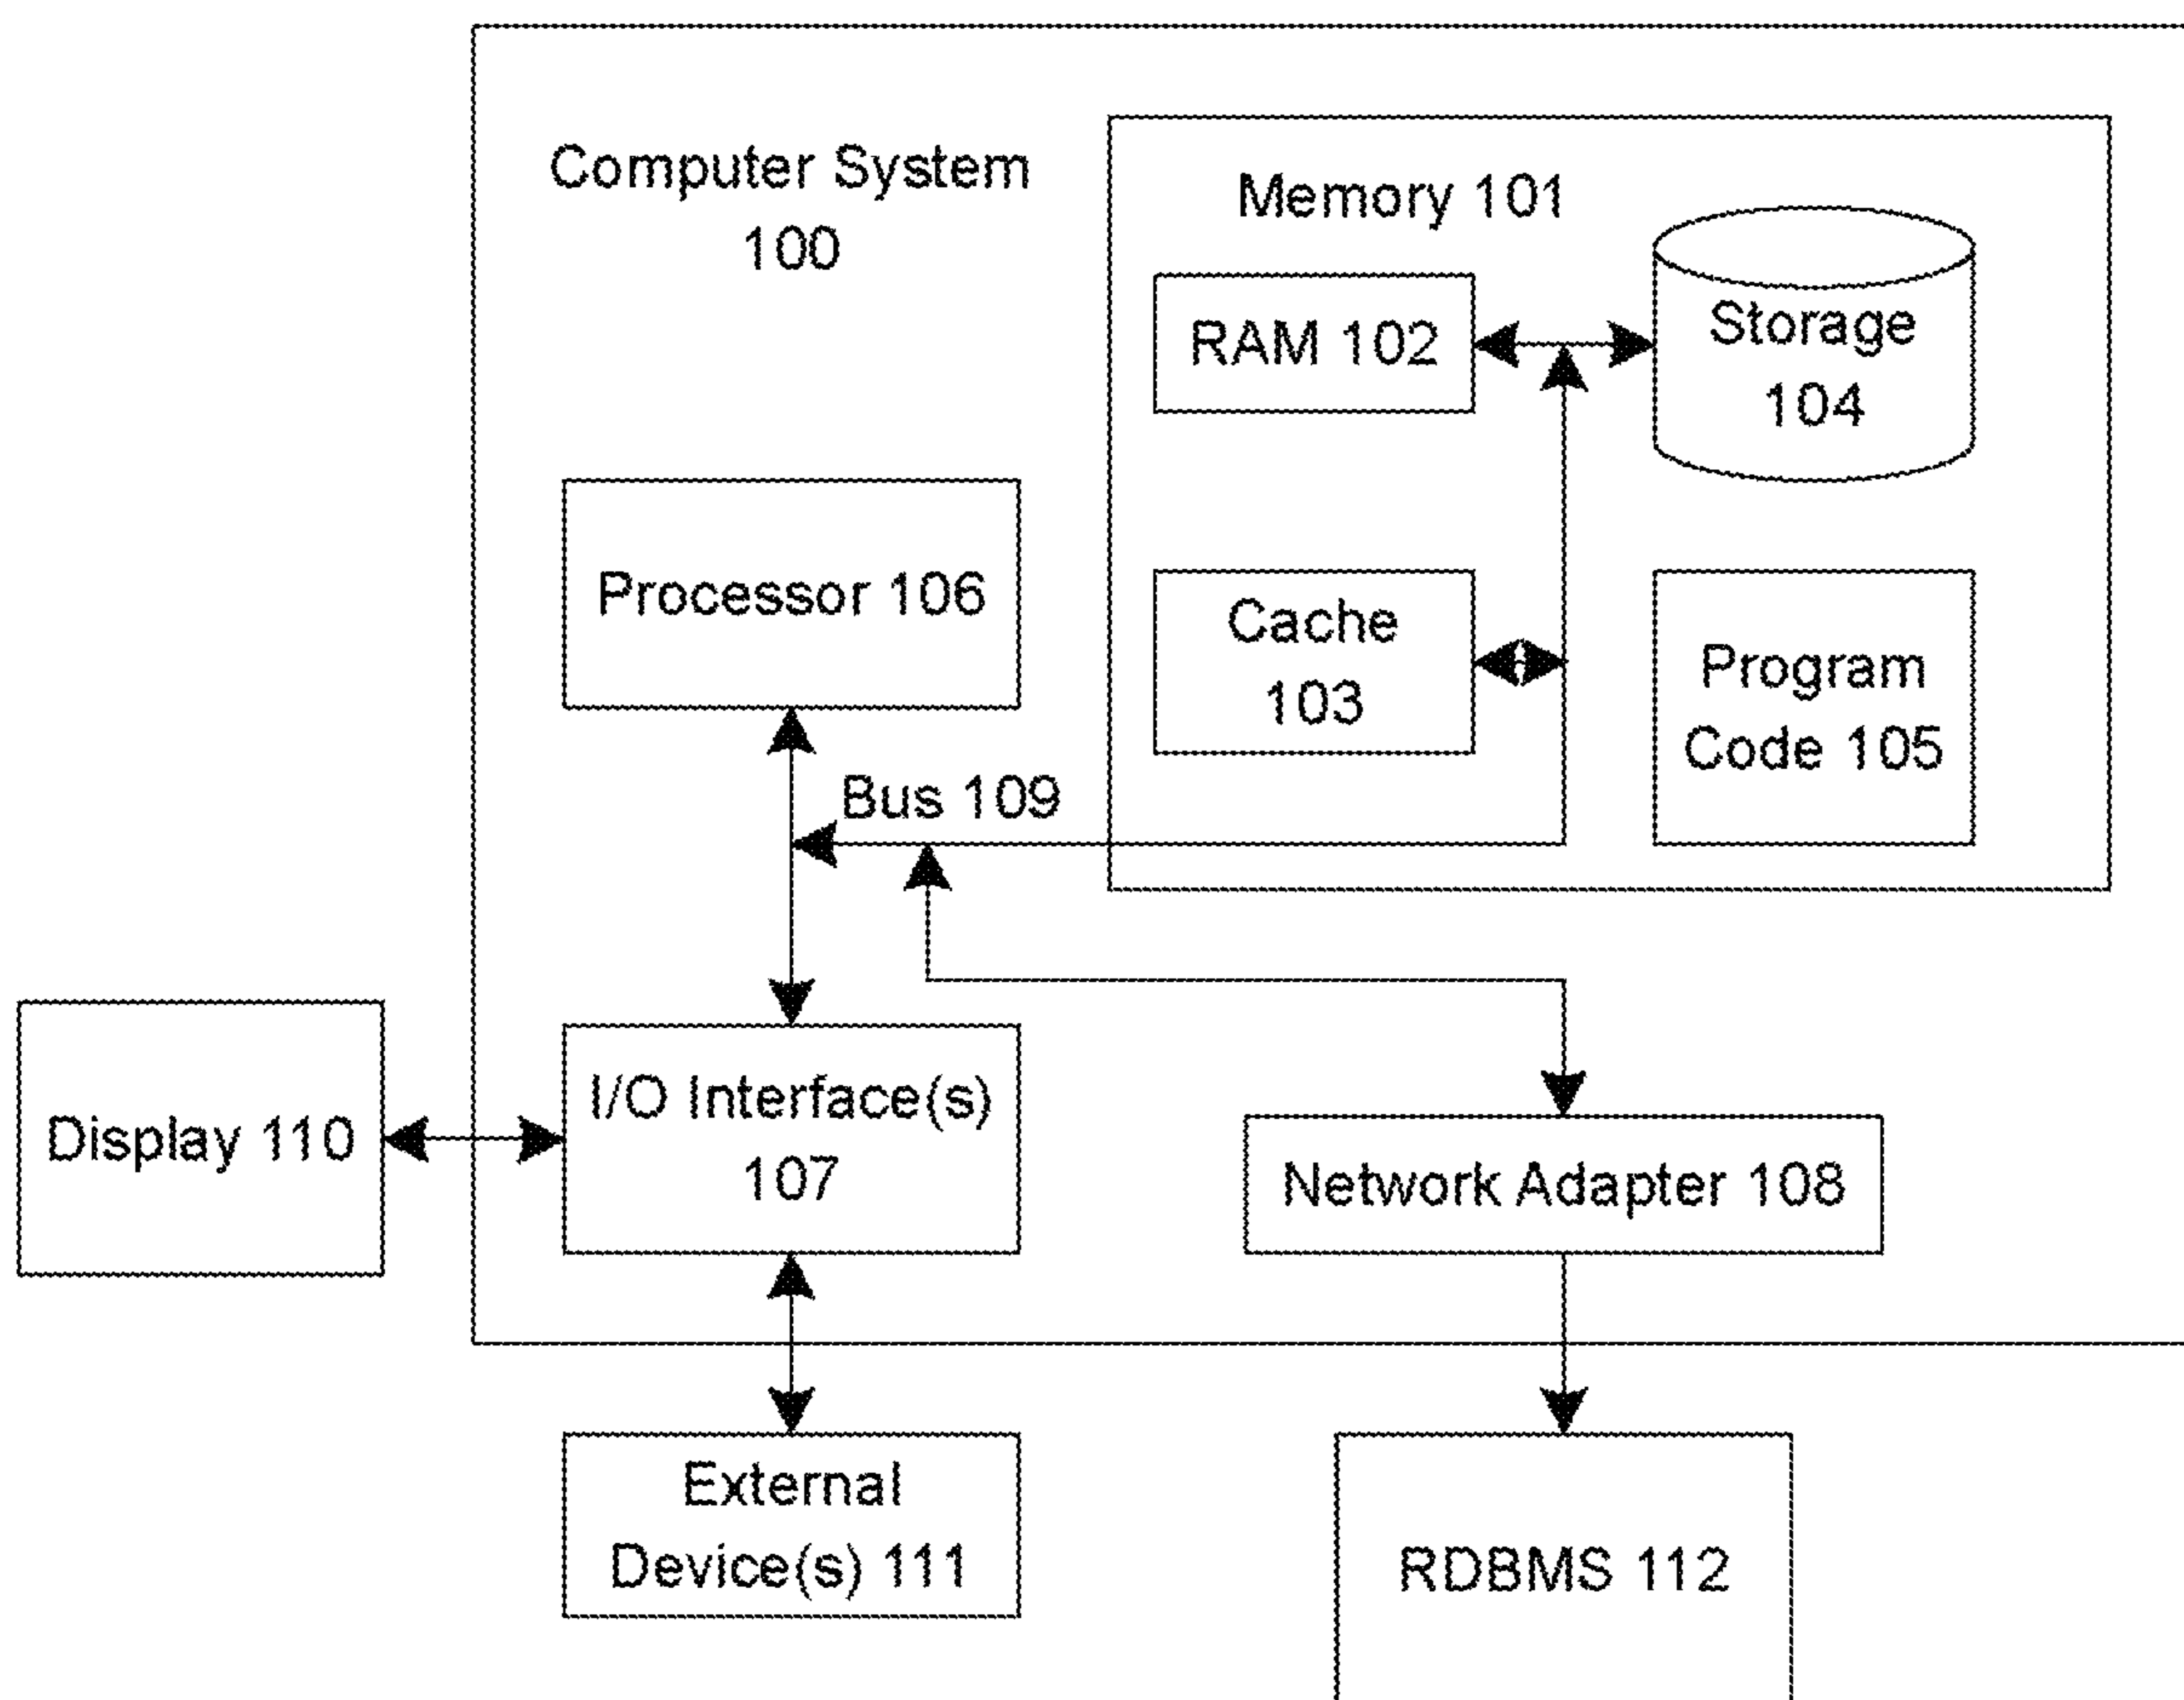 Computer System
100
Memory 101
RAM 102
Storage
104
Processor 106
Cache
103
Program
Code 105
Bus 109
Display 110
I/O Interface(s)
107
Network Adapter 108
External
Device(s) 111
RDBMS 112